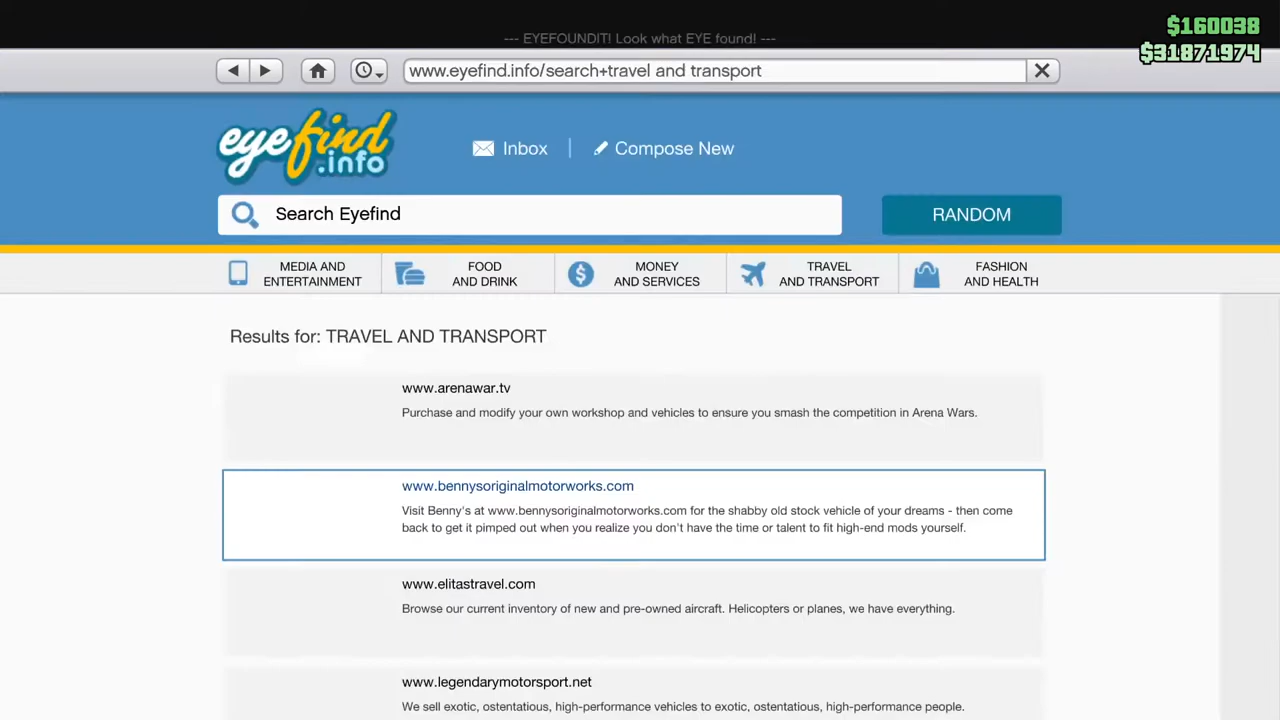 $160038
--- EYEFOUNDIT! Look what EYE found! ---
$31871974
www.eyefind.info/search+travel and transport
eyefind
.info
Inbox
Compose New
Search Eyefind
RANDOM
MEDIA AND
ENTERTAINMENT
FOOD
AND DRINK
MONEY
AND SERVICES
TRAVEL
AND TRANSPORT
FASHION
AND HEALTH
Results for: TRAVEL AND TRANSPORT
www.arenawar.tv
Purchase and modify your own workshop and vehicles to ensure you smash the competition in Arena Wars.
www.bennysoriginalmotorworks.com
Visit Benny's at www.bennysoriginalmotorworks.com for the shabby old stock vehicle of your dreams - then come
back to get it pimped out when you realize you don't have the time or talent to fit high-end mods yourself.
www.elitastravel.com
Browse our current inventory of new and pre-owned aircraft. Helicopters or planes, we have everything.
www.legendarymotorsport.net
We sell exotic, ostentatious, high-performance vehicles to exotic, ostentatious, high-performance people.